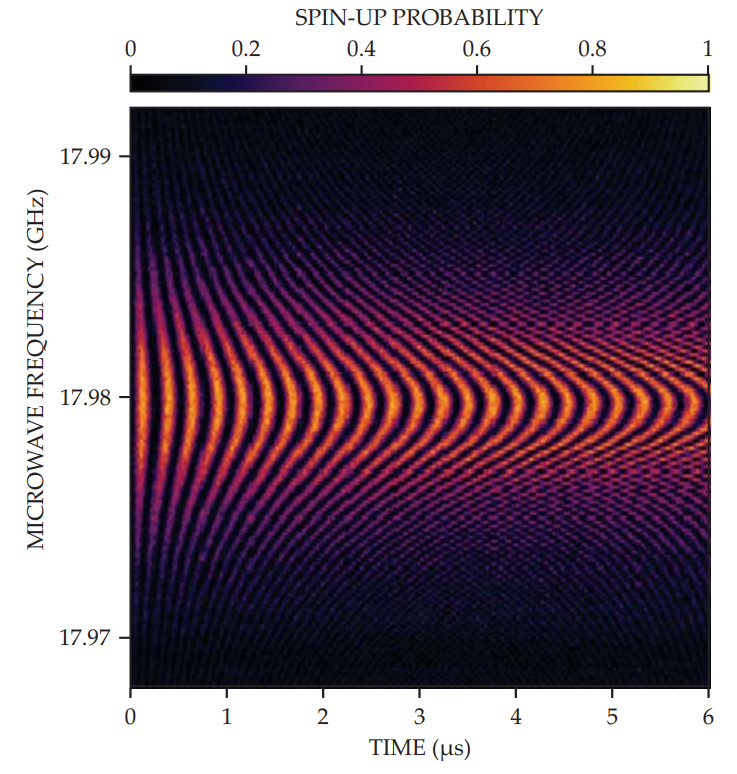 SPIN-UP PROBABILITY
0 0.2 0.4 0.6 0.8 1
MICROWAVE FREQUENCY (GHz)
17.99
17.98
17.97
0 1 2 3 4 5 6
TIME (μs)